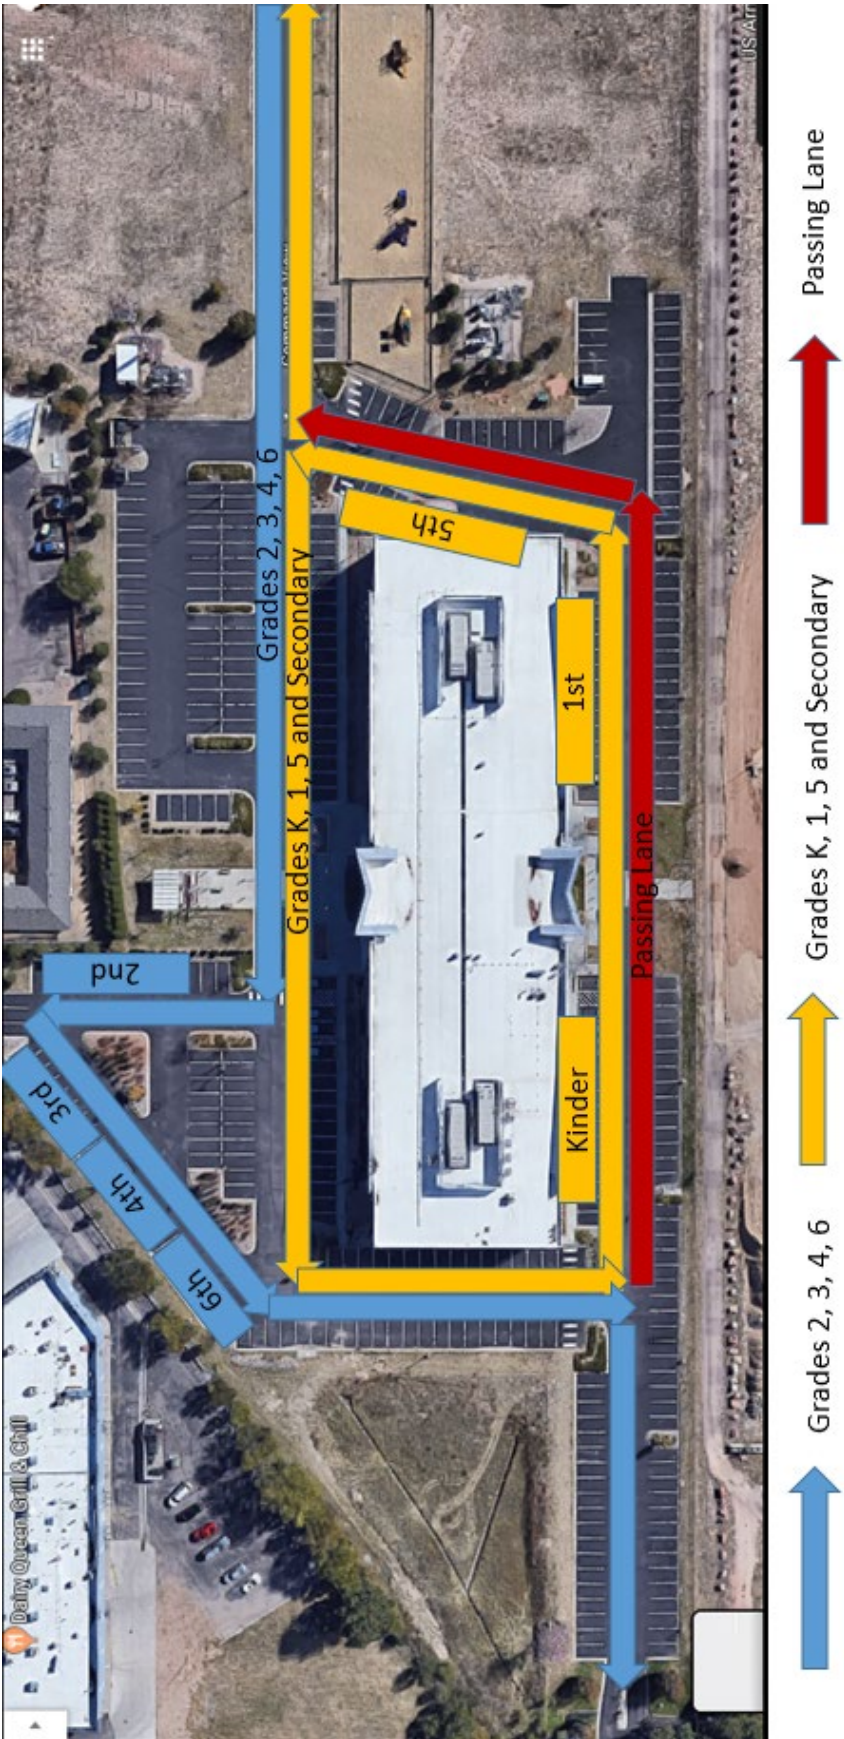 Grades 2, 3, 4, 6
Grades K, 1, 5 and Secondary
Passing Lane
Grades 2, 3, 4, 6
Grades K, 1, 5 and Secondary
Passing Lane
2nd
3rd
4th
6th
5th
1st
Kinder
Dairy Queen Grill & Chill